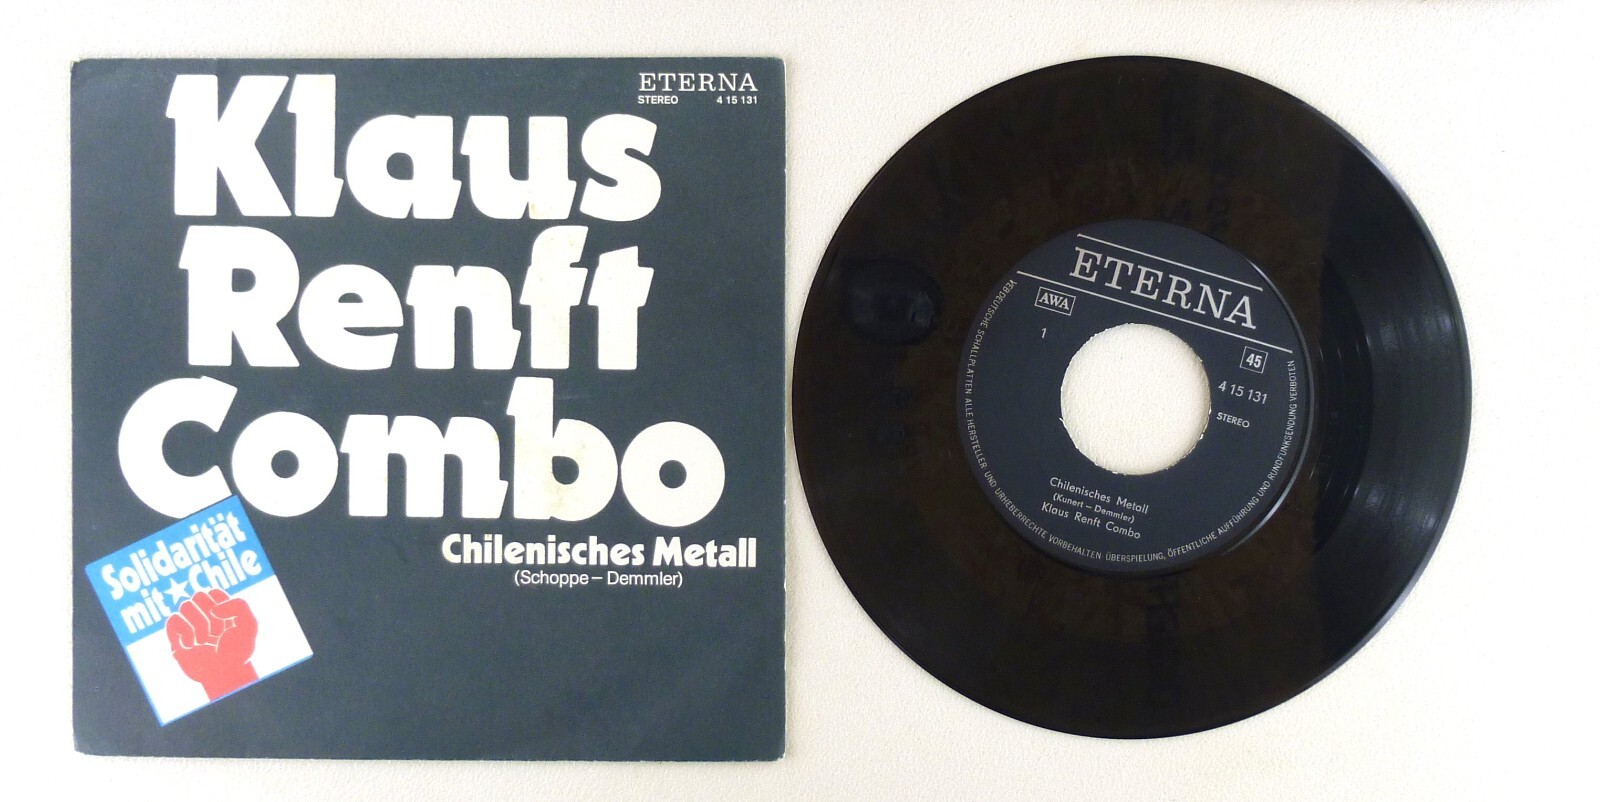 ETERNA
STEREO 4 15 131
Klaus
Renft
Combo
Chilenisches Metall
(Schoppe – Demmler)
Solidarität
mit Chile
ETERNA
AWA
1
45
4 15 131
STEREO
Chilenisches Metall
(Kunert – Demmler)
Klaus Renft Combo
VEB DEUTSCHE SCHALLPLATTEN ALLE HERSTELLER UND URHEBERRECHTE VORBEHALTEN ÜBERSPIELUNG, ÖFFENTLICHE AUFFÜHRUNG UND RUNDFUNKSENDUNG VERBOTEN